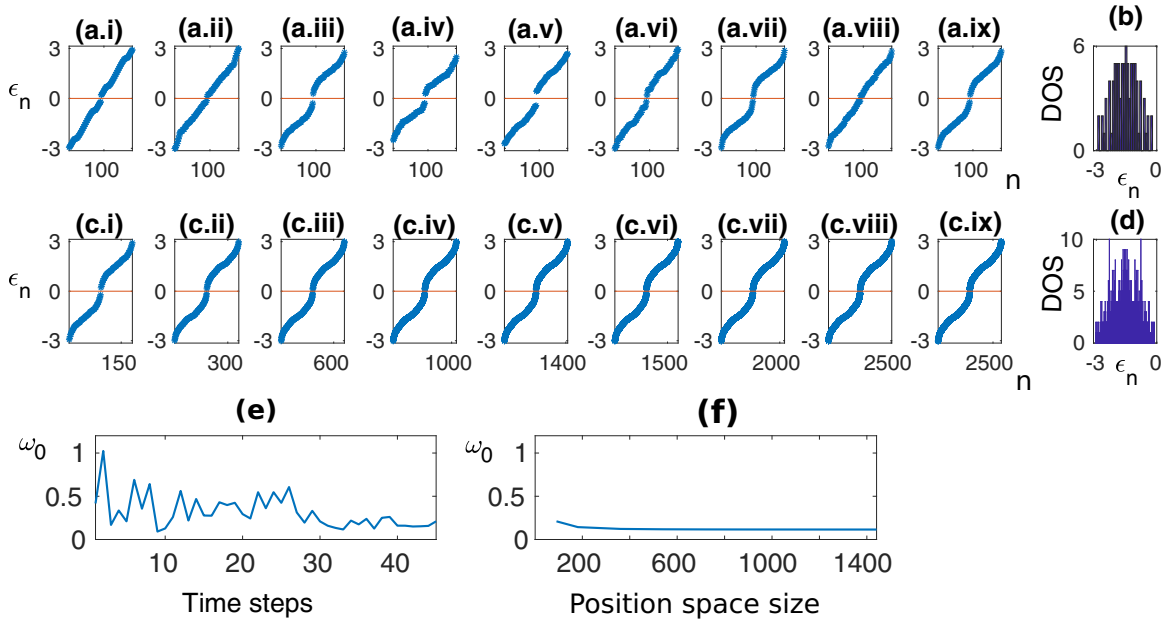 (a.i) (a.ii) (a.iii) (a.iv) (a.v) (a.vi) (a.vii) (a.viii) (a.ix) (b)
3 3 3 3 3 3 3 3 3 6
ϵn 0 0 0 0 0 0 0 0 0 DOS
-3 -3 -3 -3 -3 -3 -3 -3 -3 0
100 100 100 100 100 100 100 100 100 n -3 ϵn 0
(c.i) (c.ii) (c.iii) (c.iv) (c.v) (c.vi) (c.vii) (c.viii) (c.ix) (d)
3 3 3 3 3 3 3 3 3 10
ϵn 0 0 0 0 0 0 0 0 0 DOS 5
-3 -3 -3 -3 -3 -3 -3 -3 -3 0
150 300 600 1000 1400 1500 2000 2500 2500 n -3 ϵn 0
(e) (f)
ω0 1 ω0 1
0.5 0.5
0 0
10 20 30 40 200 600 1000 1400
Time steps Position space size